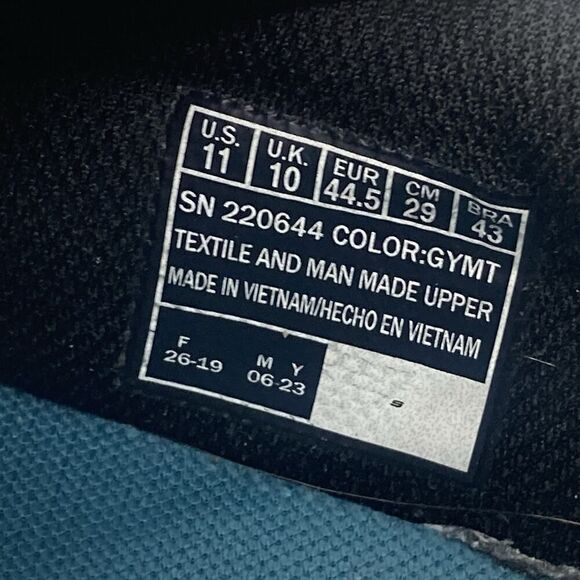 U.S. U.K. EUR CM BRA
11 10 44.5 29 43
SN 220644 COLOR:GYMT
TEXTILE AND MAN MADE UPPER
MADE IN VIETNAM/HECHO EN VIETNAM
F M Y
26-19 06-23
S